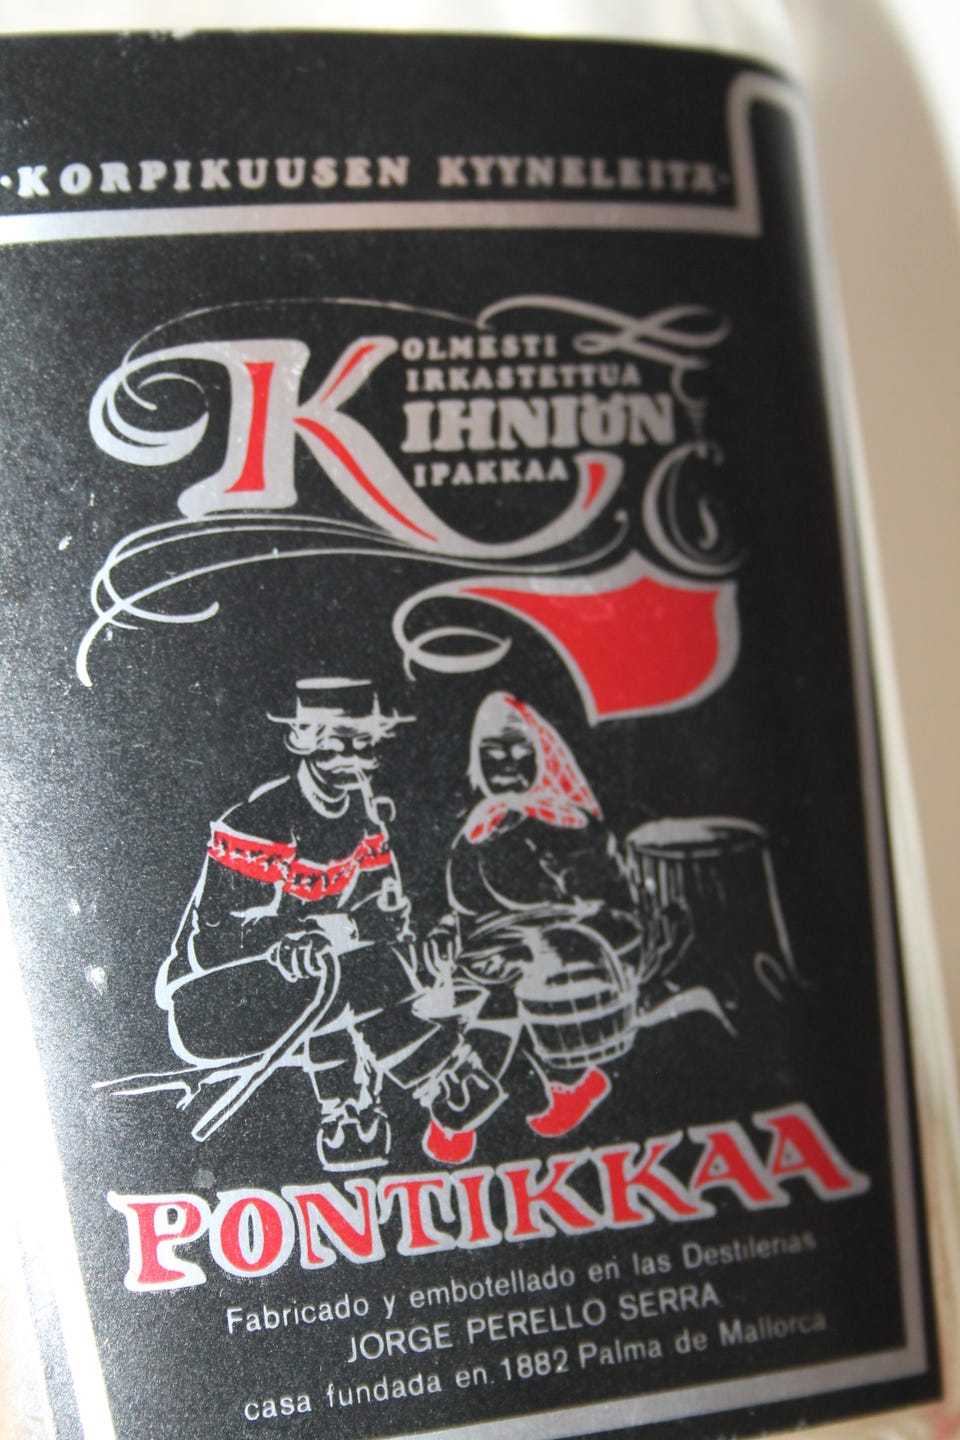 ·KORPIKUUSEN KYYNELEITÄ·
KOLMESTI
KIRKASTETTUA
KIHNIÖN
KIPAKKAA
PONTIKKAA
Fabricado y embotellado en las Destilerias
JORGE PERELLO SERRA
casa fundada en. 1882 Palma de Mallorca